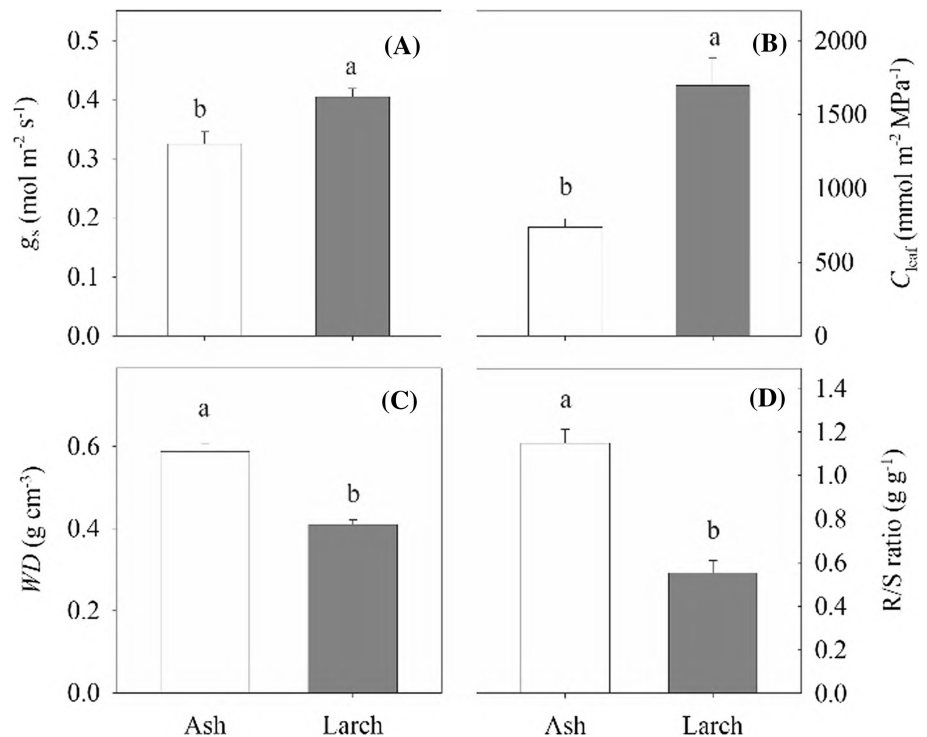 (A)
0.5
0.4
0.3
0.2
0.1
0.0
gs (mol m-2 s-1)
b
a
(B)
2000
1500
1000
500
0
Cleaf (mmol m-2 MPa-1)
b
a
(C)
0.6
0.4
0.2
0.0
WD (g cm-3)
a
b
Ash Larch
(D)
1.4
1.2
1.0
0.8
0.6
0.4
0.2
0.0
R/S ratio (g g-1)
a
b
Ash Larch